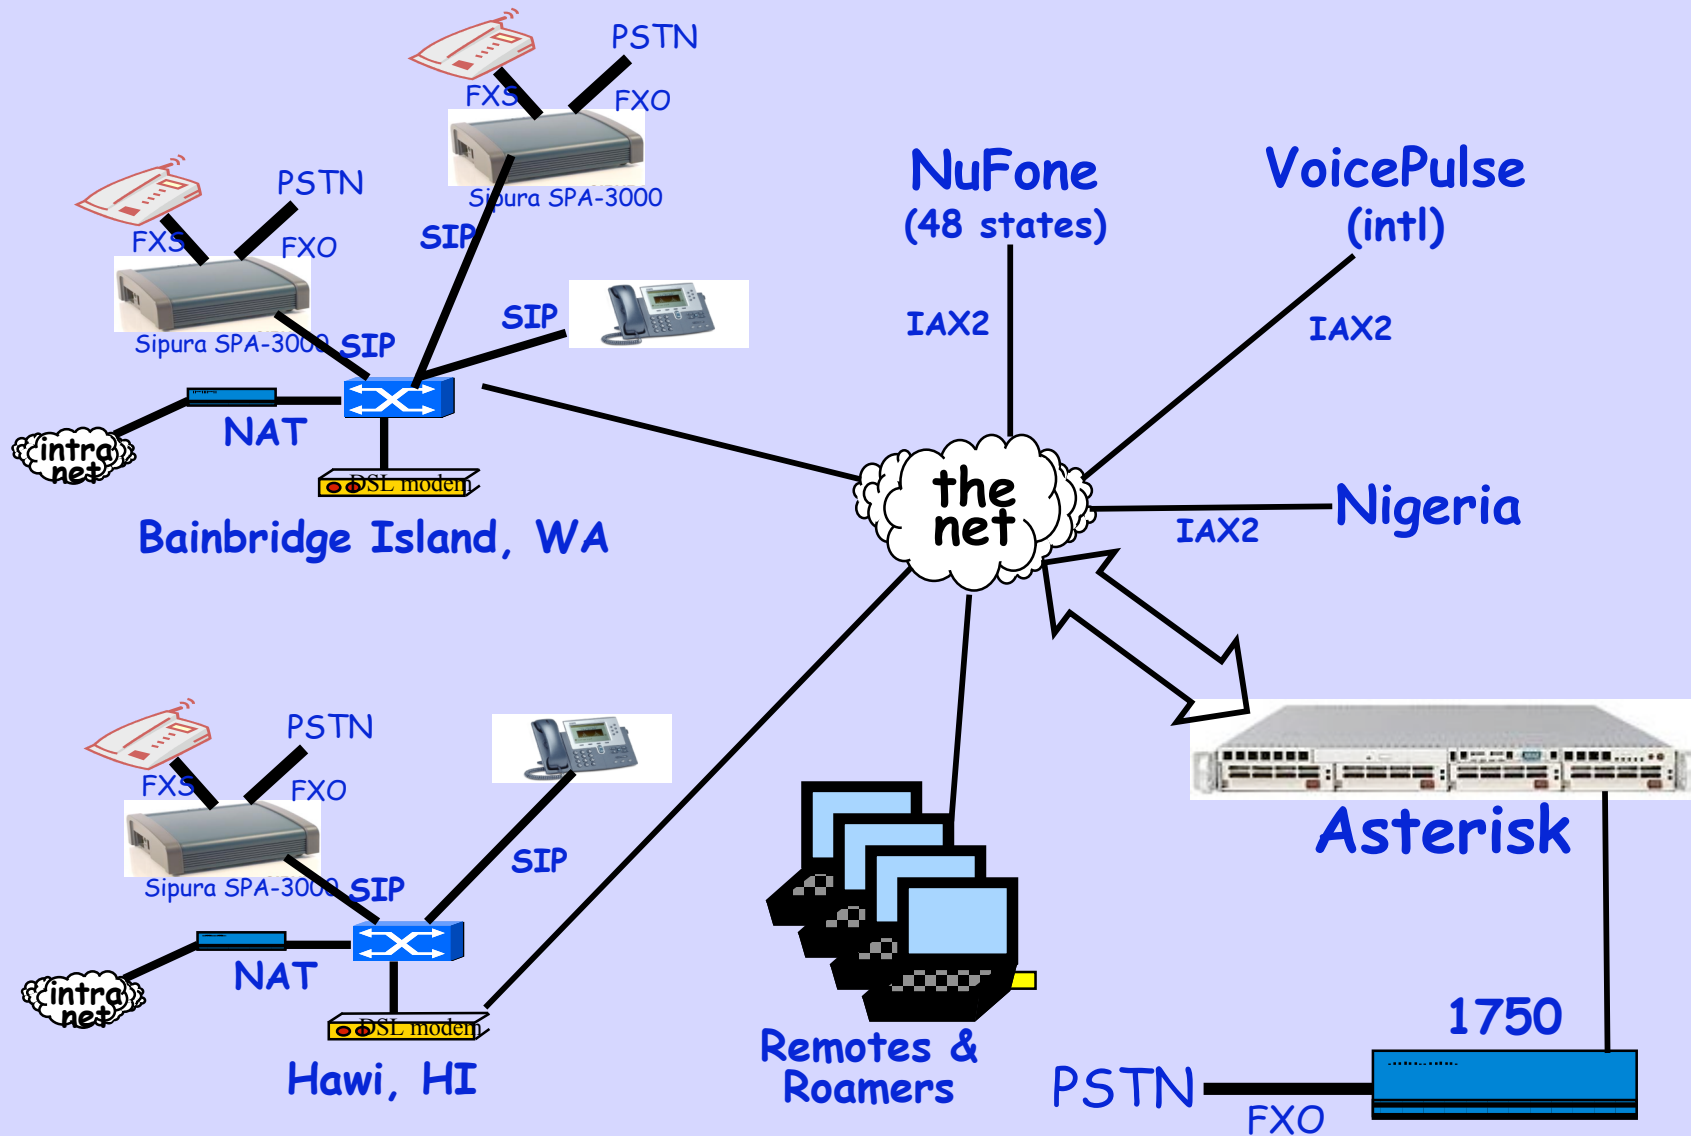 PSTN
FXS
FXO
Sipura SPA-3000
SIP
PSTN
FXS
FXO
Sipura SPA-3000
SIP
SIP
NAT
intra
net
DSL modem
Bainbridge Island, WA
NuFone
(48 states)
IAX2
VoicePulse
(intl)
IAX2
the
net
IAX2
Nigeria
PSTN
FXS
FXO
Sipura SPA-3000
SIP
SIP
NAT
intra
net
DSL modem
Hawi, HI
Remotes &
Roamers
Asterisk
1750
PSTN
FXO